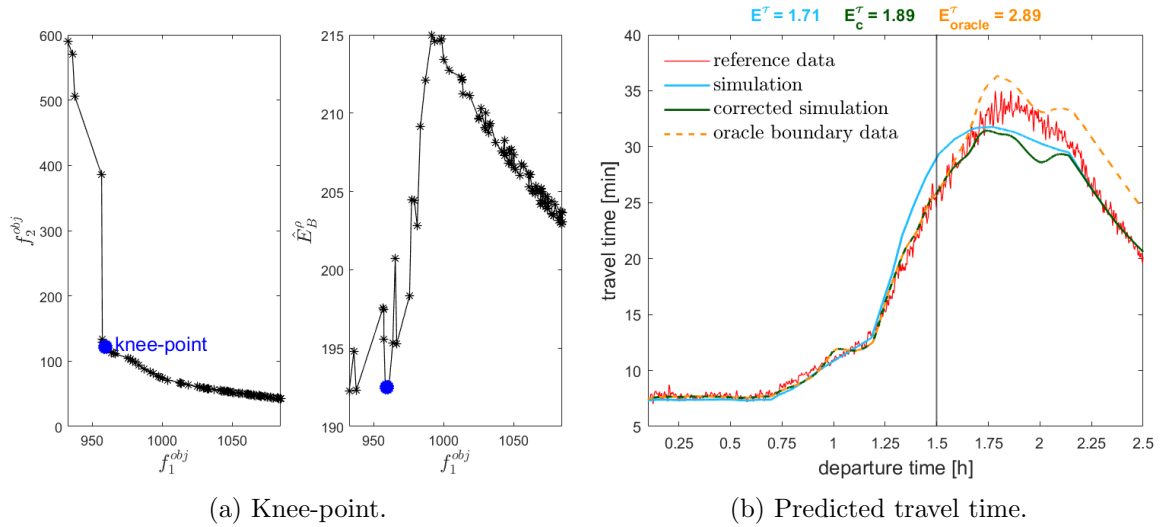 E^τ = 1.71 E_c^τ = 1.89 E_oracle^τ = 2.89
600
500
400
300
200
100
0
f_2^obj
knee-point
950 1000 1050
f_1^obj
215
210
205
200
195
190
Ê_B^ρ
950 1000 1050
f_1^obj
40
35
30
25
20
15
10
5
travel time [min]
reference data
simulation
corrected simulation
oracle boundary data
0.25 0.5 0.75 1 1.25 1.5 1.75 2 2.25 2.5
departure time [h]
(a) Knee-point.
(b) Predicted travel time.